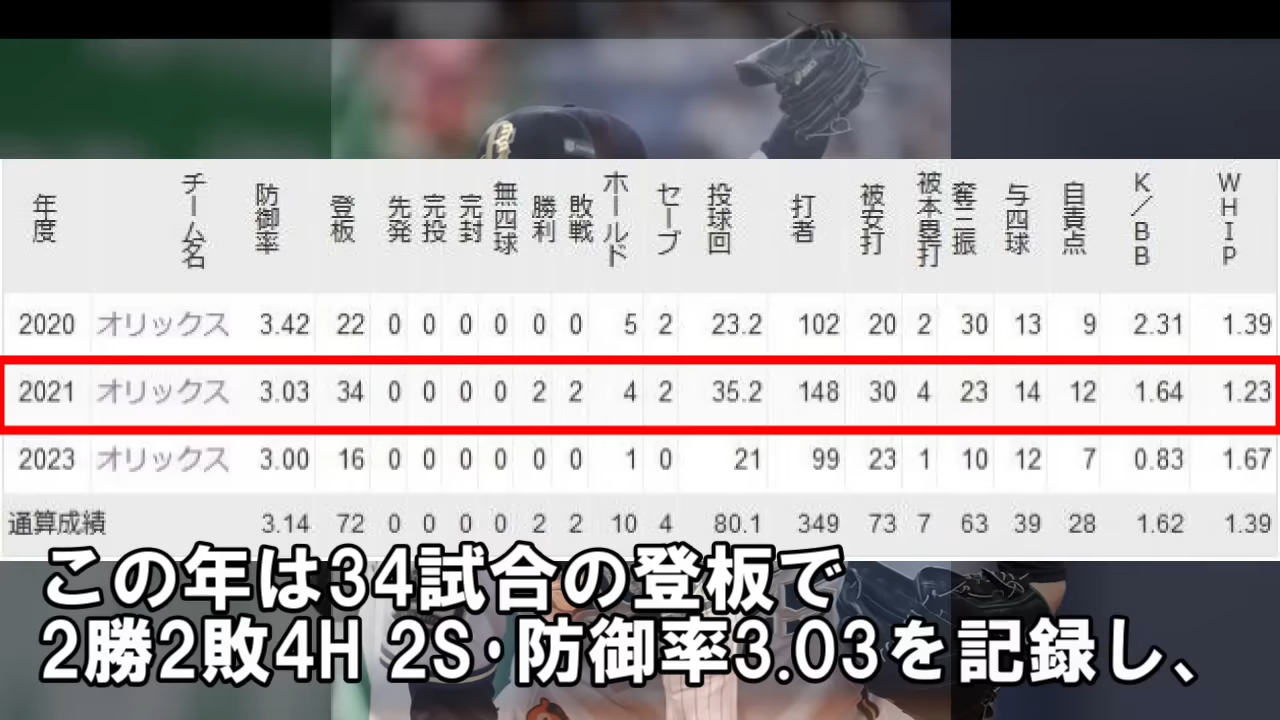 年度 チーム名 防御率 登板 先発 完投 完封 無四球 勝利 敗戦 ホールド セーブ 投球回 打者 被安打 被本塁打 奪三振 与四球 自責点 K/BB WHIP
2020 オリックス 3.42 22 0 0 0 0 0 0 5 2 23.2 102 20 2 30 13 9 2.31 1.39
2021 オリックス 3.03 34 0 0 0 0 2 2 4 2 35.2 148 30 4 23 14 12 1.64 1.23
2023 オリックス 3.00 16 0 0 0 0 0 0 1 0 21 99 23 1 10 12 7 0.83 1.67
通算成績 3.14 72 0 0 0 0 2 2 10 4 80.1 349 73 7 63 39 28 1.62 1.39
この年は34試合の登板で
2勝2敗4H 2S・防御率3.03を記録し、